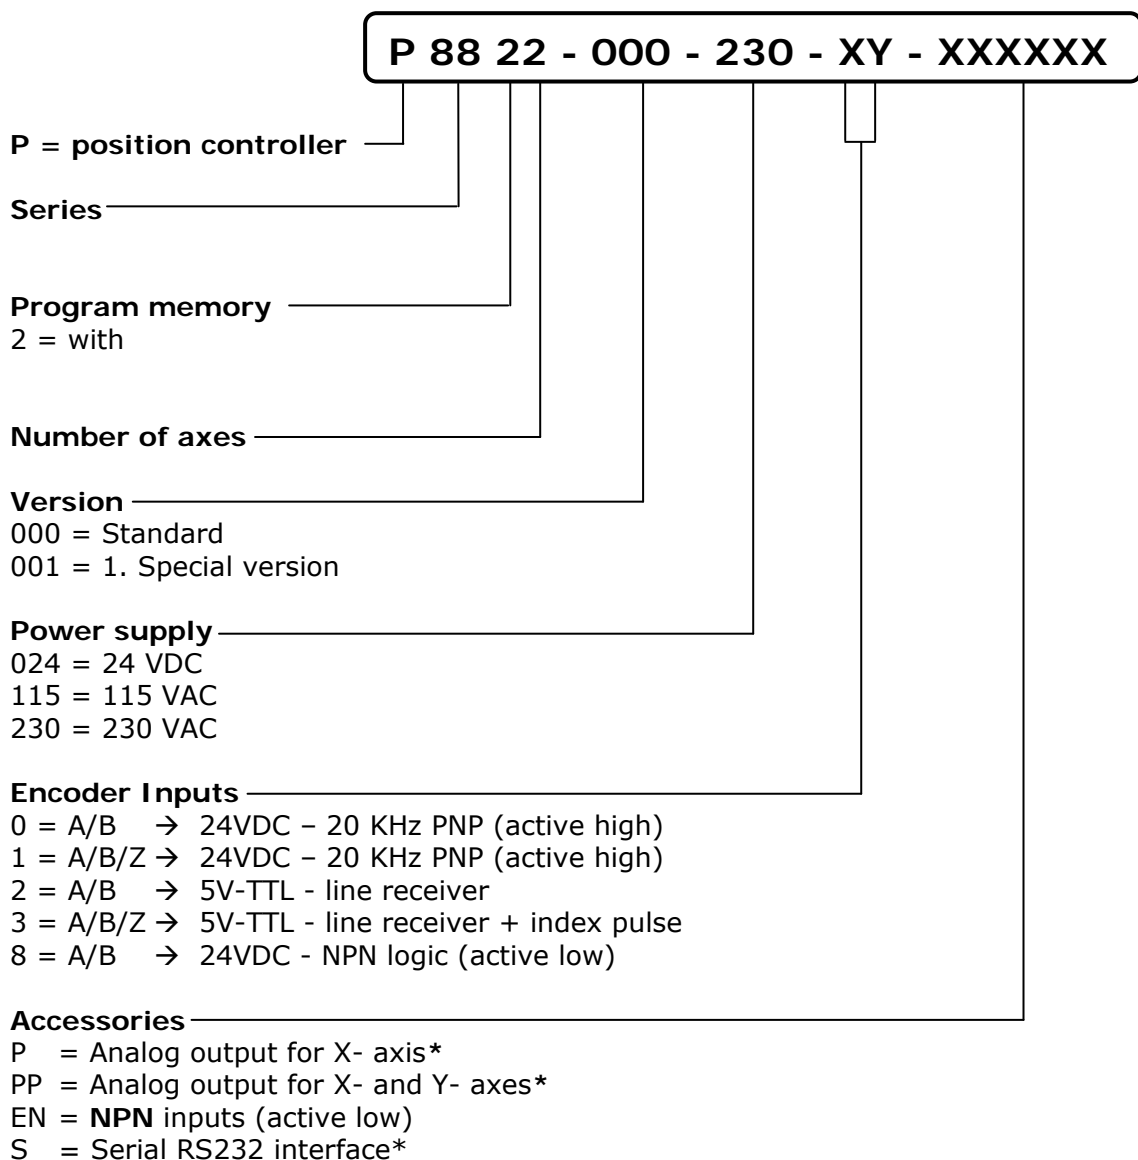 P 88 22 - 000 - 230 - XY - XXXXXX
P = position controller
Series
Program memory
2 = with
Number of axes
Version
000 = Standard
001 = 1. Special version
Power supply
024 = 24 VDC
115 = 115 VAC
230 = 230 VAC
Encoder Inputs
0 = A/B → 24VDC – 20 KHz PNP (active high)
1 = A/B/Z → 24VDC – 20 KHz PNP (active high)
2 = A/B → 5V-TTL - line receiver
3 = A/B/Z → 5V-TTL - line receiver + index pulse
8 = A/B → 24VDC - NPN logic (active low)
Accessories
P = Analog output for X- axis*
PP = Analog output for X- and Y- axes*
EN = NPN inputs (active low)
S = Serial RS232 interface*